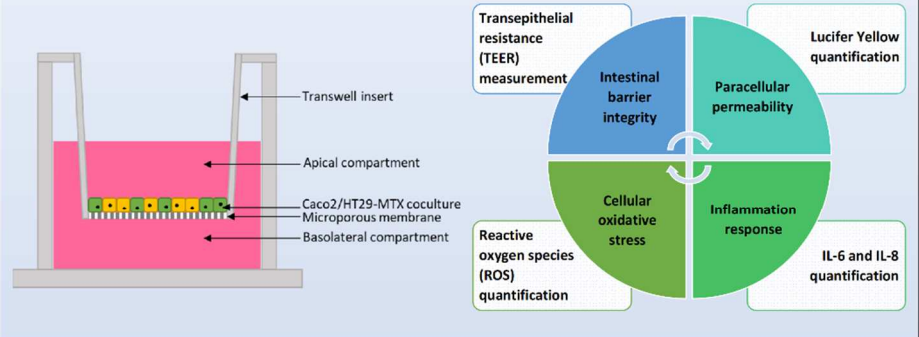 Transwell insert
Apical compartment
Caco2/HT29-MTX coculture
Microporous membrane
Basolateral compartment
Transepithelial
resistance
(TEER)
measurement
Intestinal
barrier
integrity
Paracellular
permeability
Lucifer Yellow
quantification
Reactive
oxygen species
(ROS)
quantification
Cellular
oxidative
stress
Inflammation
response
IL-6 and IL-8
quantification